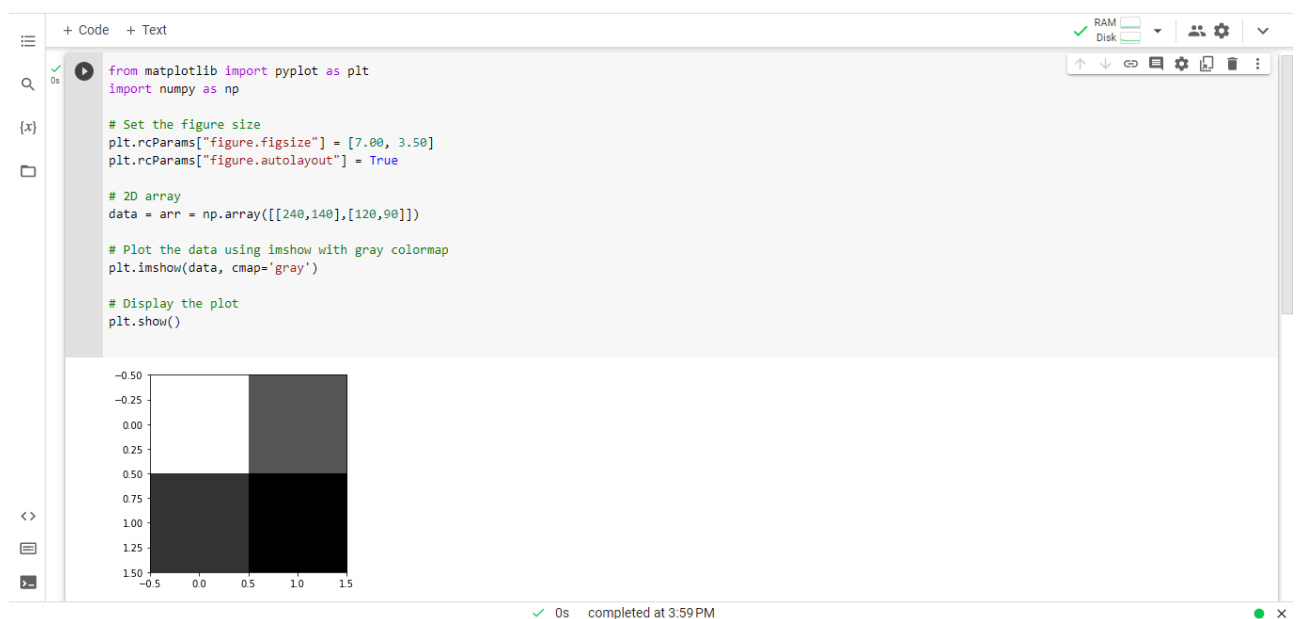 + Code + Text
RAM
Disk
{x}
0s
from matplotlib import pyplot as plt
import numpy as np
# Set the figure size
plt.rcParams["figure.figsize"] = [7.00, 3.50]
plt.rcParams["figure.autolayout"] = True
# 2D array
data = arr = np.array([[240,140],[120,90]])
# Plot the data using imshow with gray colormap
plt.imshow(data, cmap='gray')
# Display the plot
plt.show()
−0.50
−0.25
0.00
0.25
0.50
0.75
1.00
1.25
1.50
−0.5 0.0 0.5 1.0 1.5
0s completed at 3:59 PM